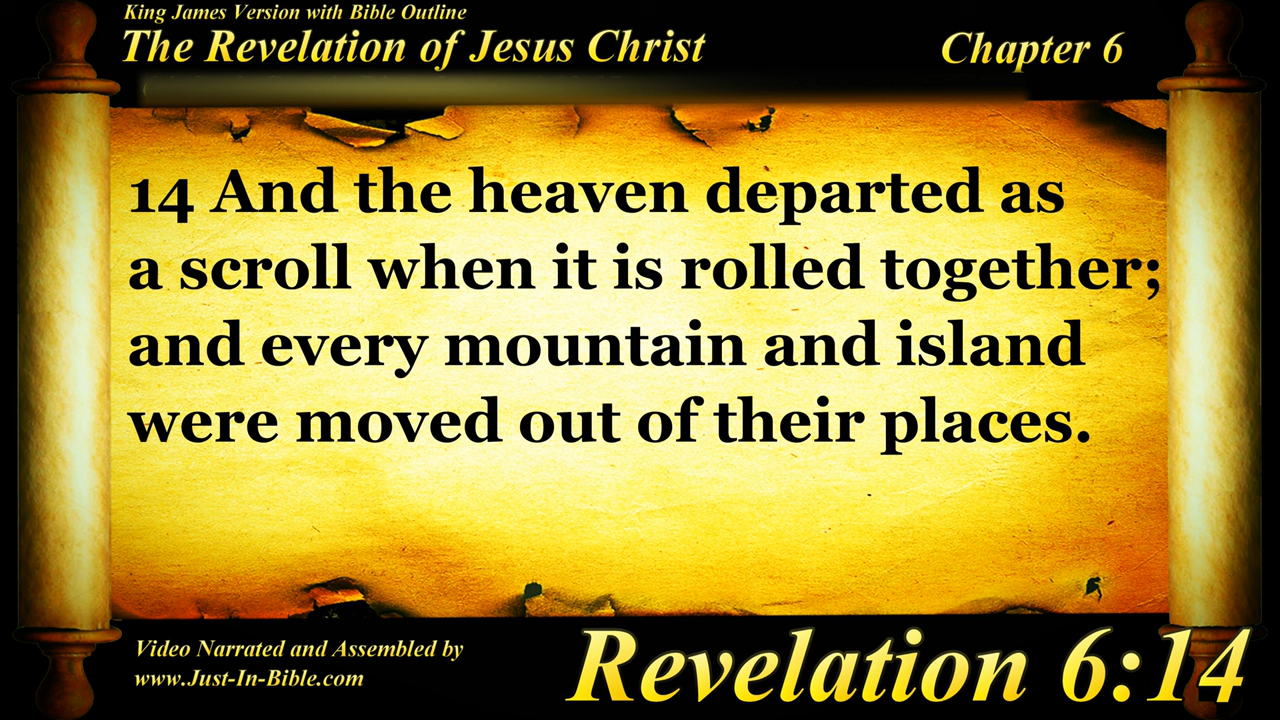 King James Version with Bible Outline
The Revelation of Jesus Christ
Chapter 6
14 And the heaven departed as
a scroll when it is rolled together;
and every mountain and island
were moved out of their places.
Video Narrated and Assembled by
www.Just-In-Bible.com
Revelation 6:14